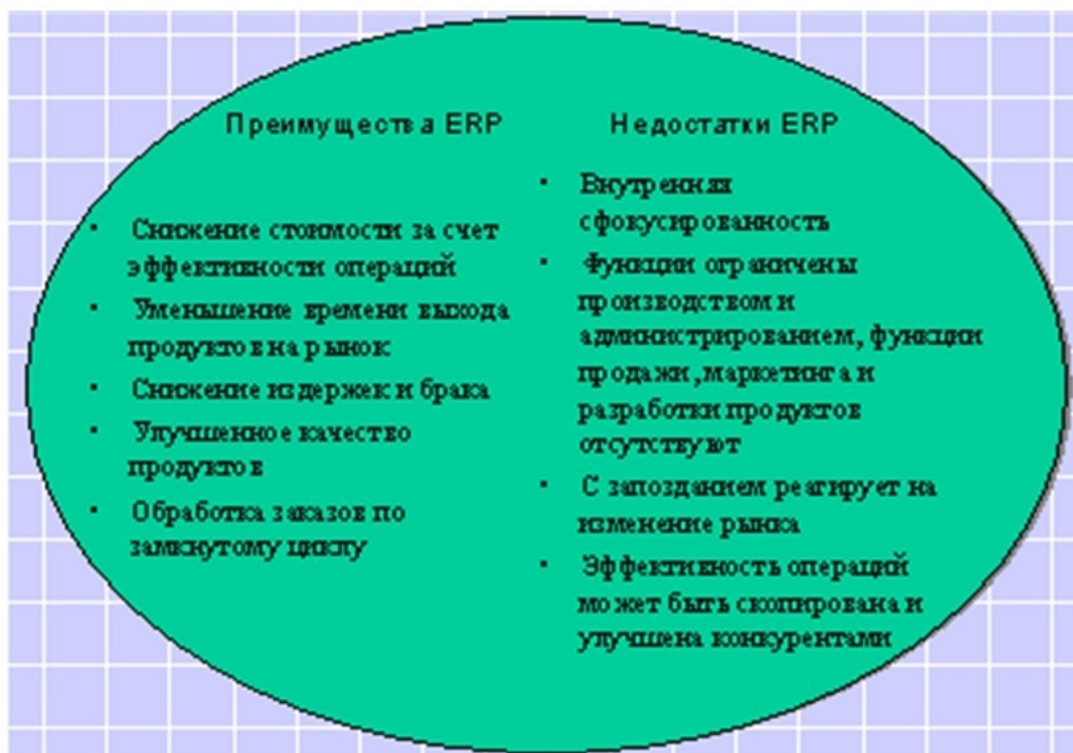 Преимущества ERP
· Снижение стоимости за счет
эффективности операций
· Уменьшение времени выхода
продуктов на рынок
· Снижение издержек и брака
· Улучшенное качество
продуктов
· Обработка заказов по
замкнутому циклу
Недостатки ERP
· Внутренняя
сфокусированность
· Функции ограничены
производством и
администрированием, функции
продажи, маркетинга и
разработки продуктов
отсутствуют
· С запозданием реагирует на
изменение рынка
· Эффективность операций
может быть скопирована и
улучшена конкурентами